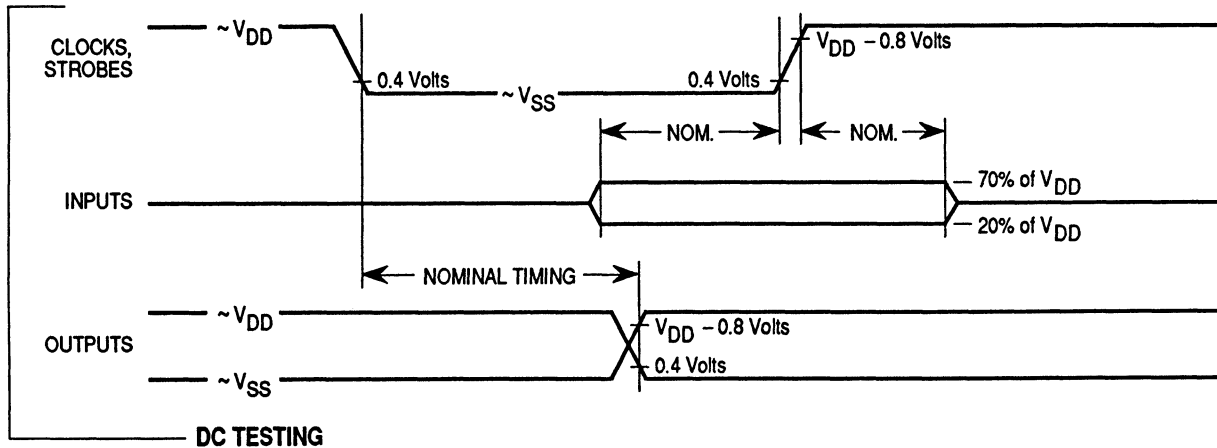 CLOCKS,
STROBES
~ VDD
0.4 Volts
~ VSS
0.4 Volts
VDD – 0.8 Volts
NOM.
NOM.
INPUTS
70% of VDD
20% of VDD
NOMINAL TIMING
OUTPUTS
~ VDD
VDD – 0.8 Volts
~ VSS
0.4 Volts
DC TESTING